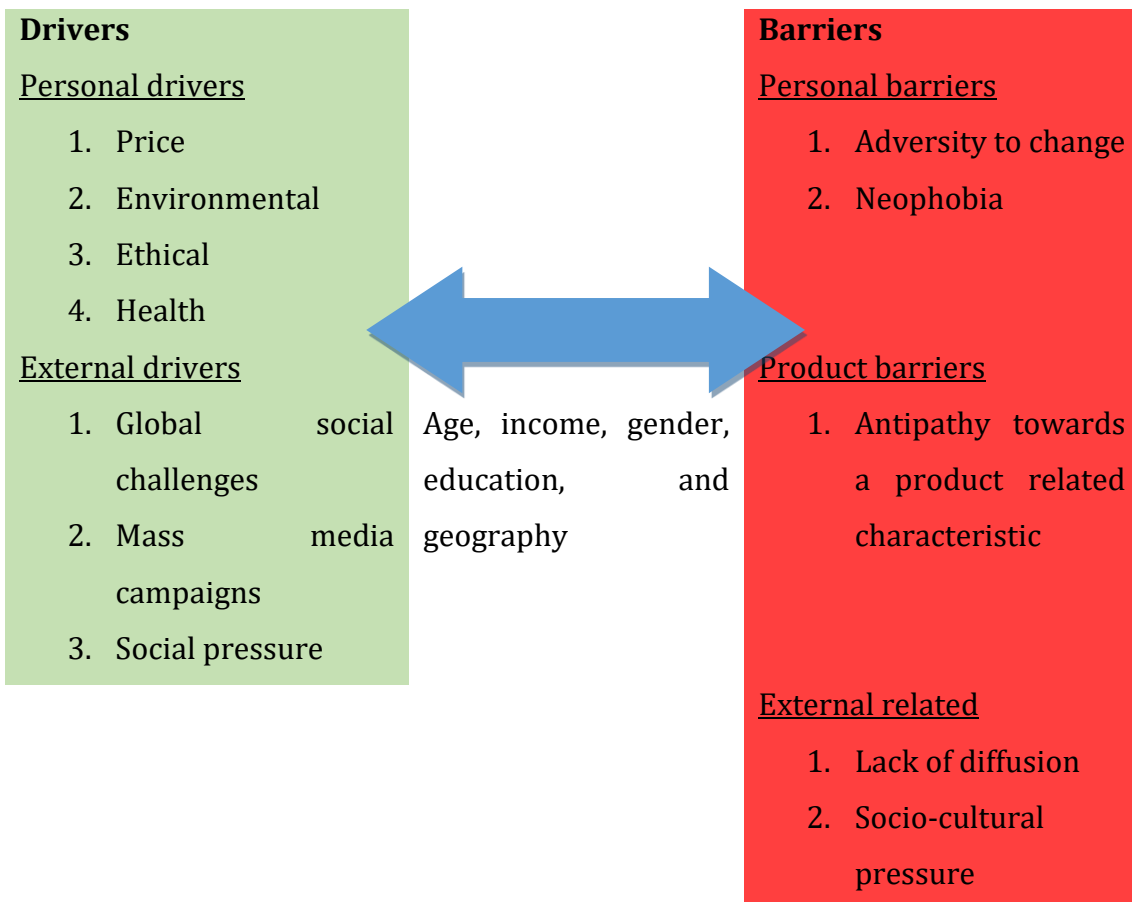 Drivers
Personal drivers
1. Price
2. Environmental
3. Ethical
4. Health
External drivers
1. Global social
challenges
2. Mass media
campaigns
3. Social pressure
Age, income, gender,
education, and
geography
Barriers
Personal barriers
1. Adversity to change
2. Neophobia
Product barriers
1. Antipathy towards
a product related
characteristic
External related
1. Lack of diffusion
2. Socio-cultural
pressure